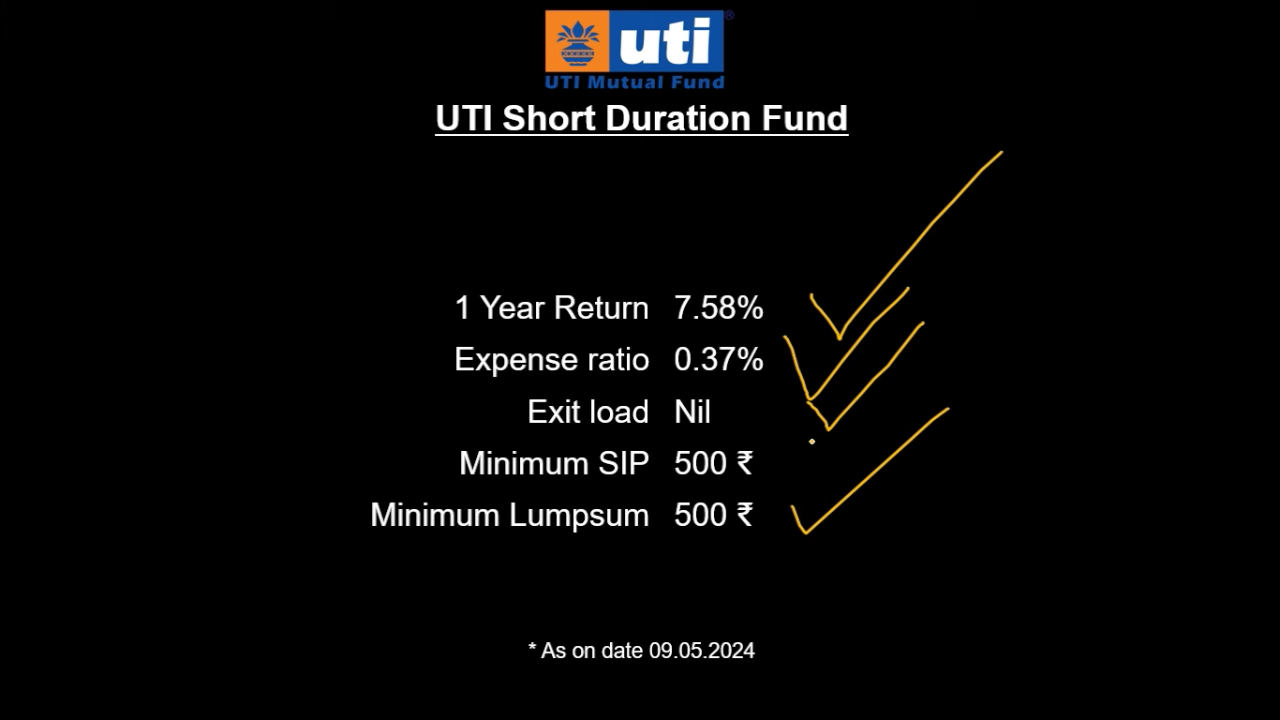 uti
UTI Mutual Fund
UTI Short Duration Fund
1 Year Return 7.58%
Expense ratio 0.37%
Exit load Nil
Minimum SIP 500 ₹
Minimum Lumpsum 500 ₹
* As on date 09.05.2024